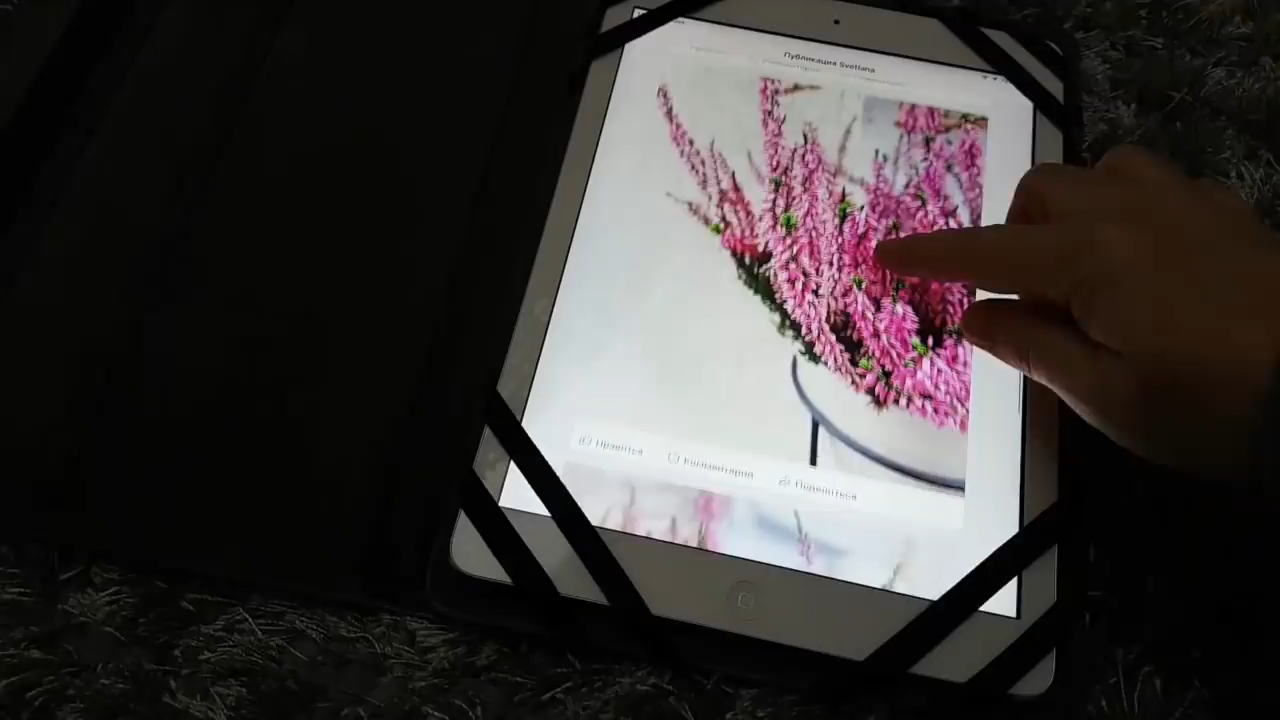 Публикация Svetlana
Нравится Комментарий Поделиться